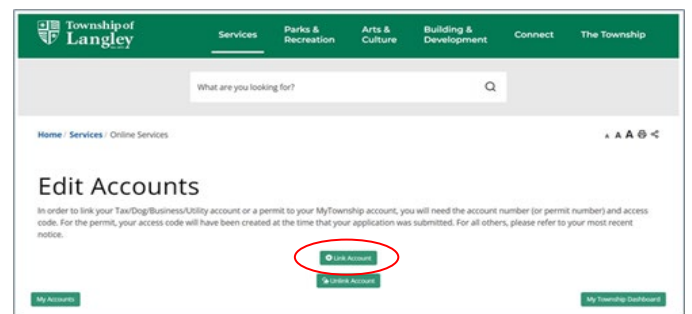 Township of
Langley
Services
Parks &
Recreation
Arts &
Culture
Building &
Development
Connect
The Township
What are you looking for?
Home / Services / Online Services
A A A
Edit Accounts
In order to link your Tax/Dog/Business/Utility account or a permit to your MyTownship account, you will need the account number (or permit number) and access
code. For the permit, your access code will have been created at the time that your application was submitted. For all others, please refer to your most recent
notice.
Link Account
Unlink Account
My Accounts
My Township Dashboard